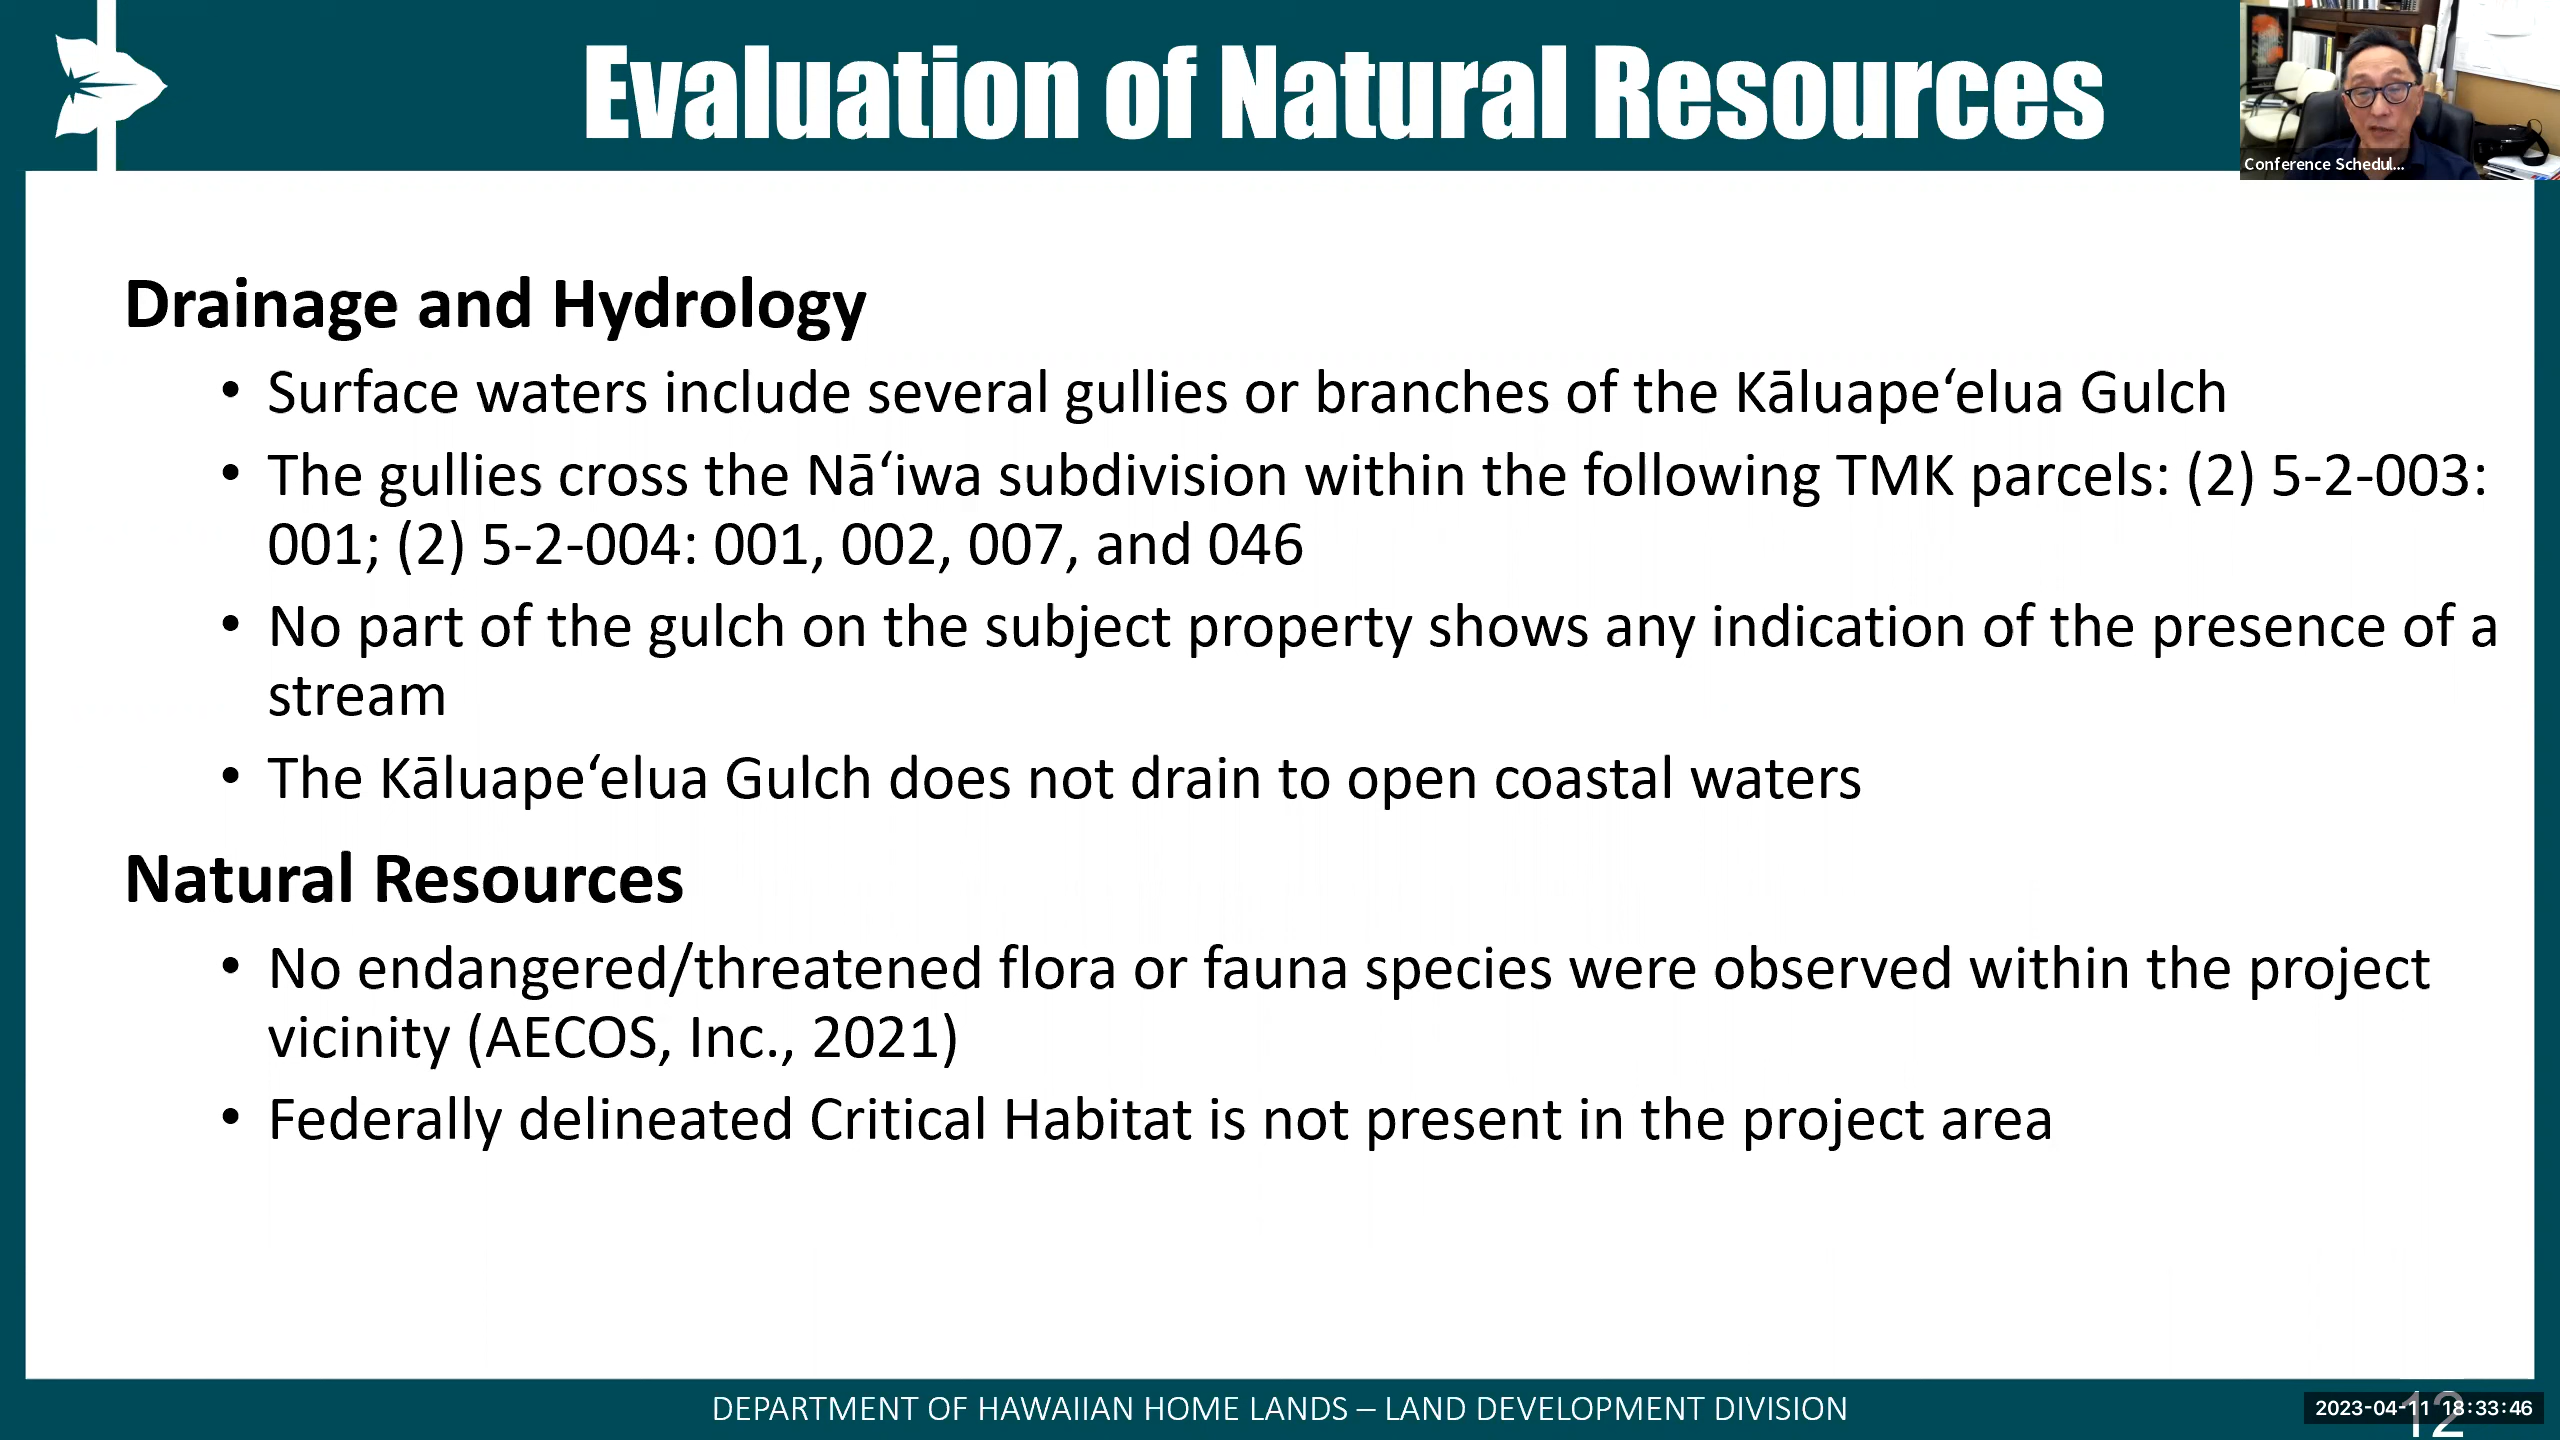 Evaluation of Natural Resources
Conference Schedul...
Drainage and Hydrology
• Surface waters include several gullies or branches of the Kāluapeʻelua Gulch
• The gullies cross the Nāʻiwa subdivision within the following TMK parcels: (2) 5-2-003:
001; (2) 5-2-004: 001, 002, 007, and 046
• No part of the gulch on the subject property shows any indication of the presence of a
stream
• The Kāluapeʻelua Gulch does not drain to open coastal waters
Natural Resources
• No endangered/threatened flora or fauna species were observed within the project
vicinity (AECOS, Inc., 2021)
• Federally delineated Critical Habitat is not present in the project area
DEPARTMENT OF HAWAIIAN HOME LANDS – LAND DEVELOPMENT DIVISION
12
2023-04-11 18:33:46